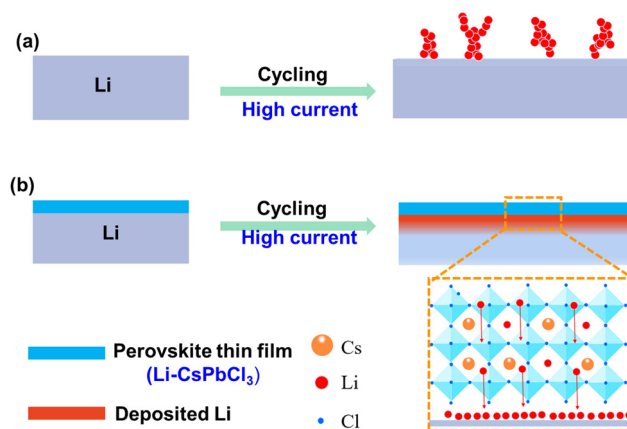 (a)
Li
Cycling
High current
(b)
Li
Cycling
High current
Perovskite thin film
(Li-CsPbCl₃)
Deposited Li
Cs
Li
Cl